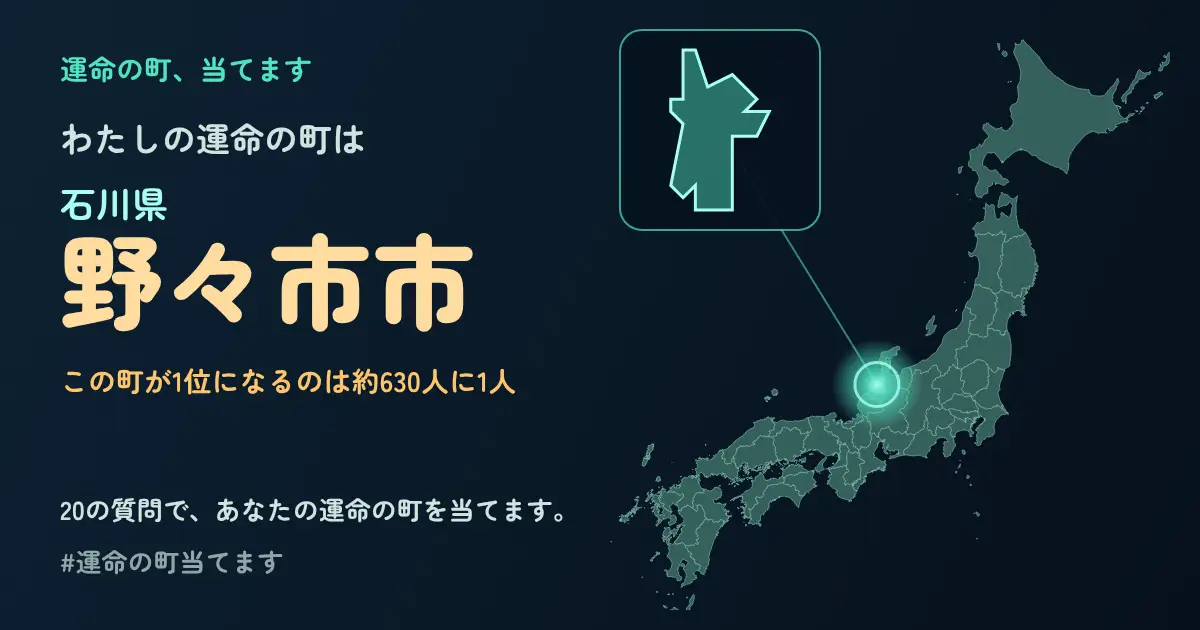 運命の町、当てます
わたしの運命の町は
石川県
野々市市
この町が1位になるのは約630人に1人
20の質問で、あなたの運命の町を当てます。
#運命の町当てます